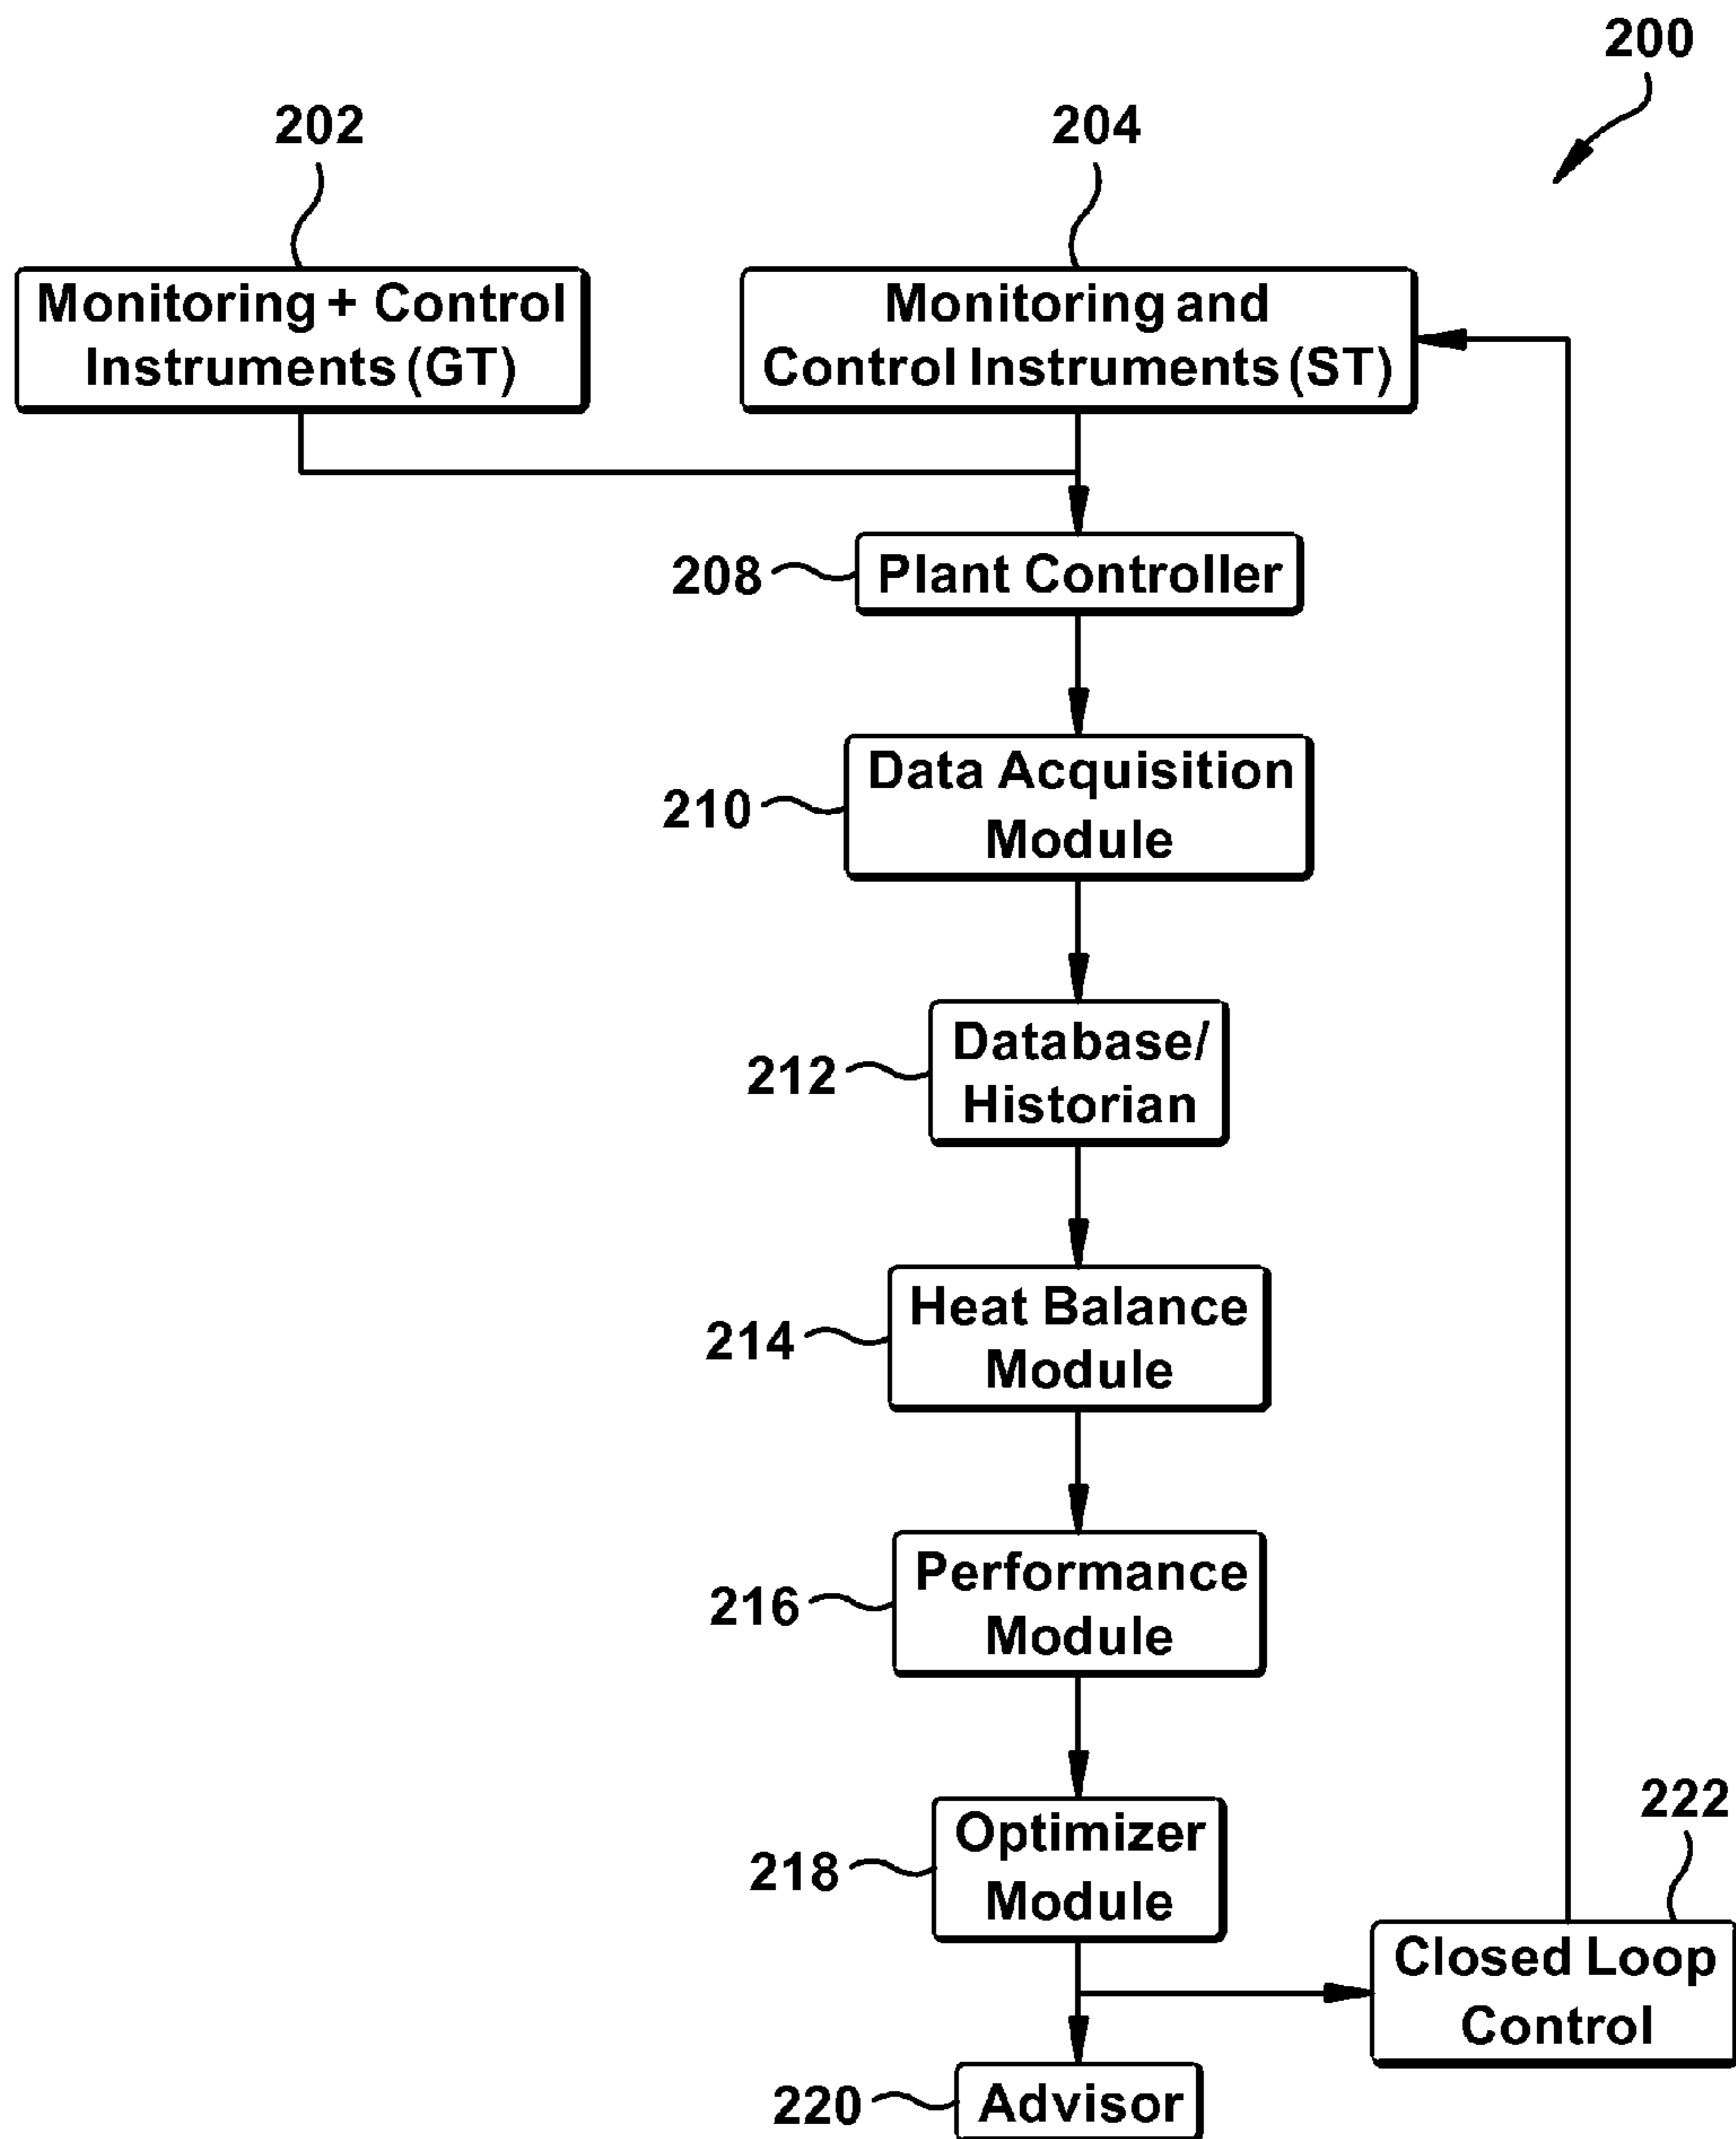 200
202
204
Monitoring + Control
Instruments (GT)
Monitoring and
Control Instruments (ST)
208
Plant Controller
210
Data Acquisition
Module
212
Database/
Historian
214
Heat Balance
Module
216
Performance
Module
218
Optimizer
Module
222
Closed Loop
Control
220
Advisor